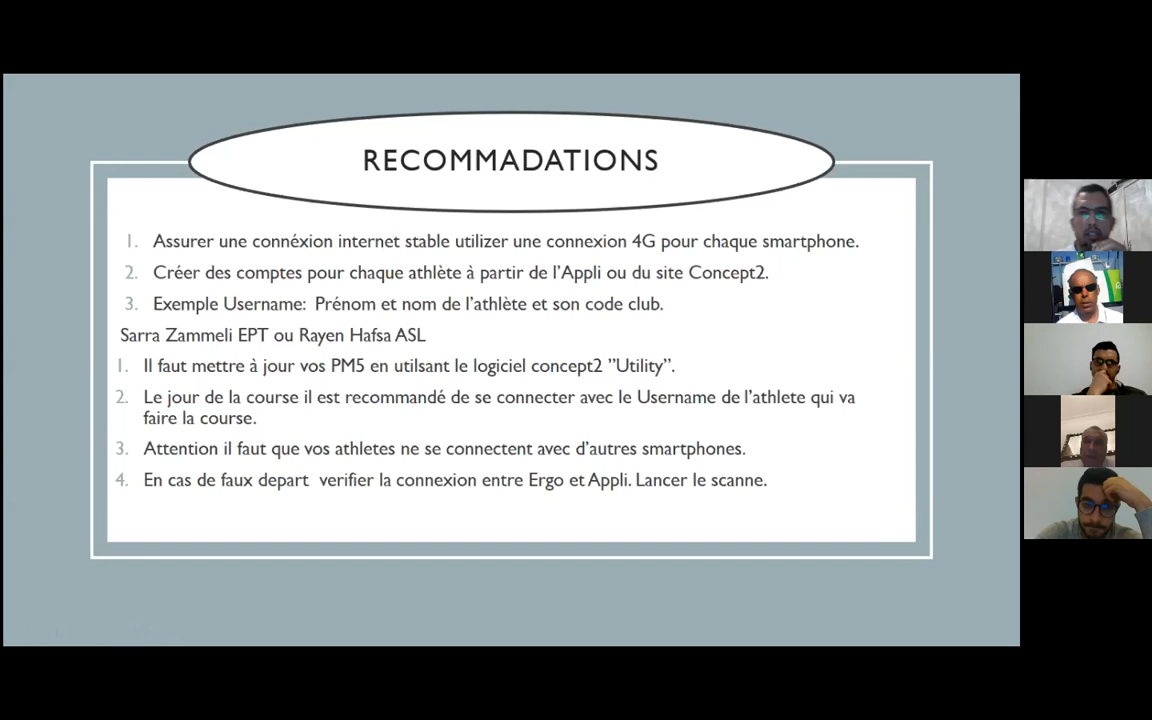 RECOMMADATIONS
1. Assurer une connéxion internet stable utilizer une connexion 4G pour chaque smartphone.
2. Créer des comptes pour chaque athlète à partir de l'Appli ou du site Concept2.
3. Exemple Username: Prénom et nom de l'athlète et son code club.
Sarra Zammeli EPT ou Rayen Hafsa ASL
1. Il faut mettre à jour vos PM5 en utilsant le logiciel concept2 ”Utility”.
2. Le jour de la course il est recommandé de se connecter avec le Username de l'athlete qui va
faire la course.
3. Attention il faut que vos athletes ne se connectent avec d'autres smartphones.
4. En cas de faux depart verifier la connexion entre Ergo et Appli. Lancer le scanne.